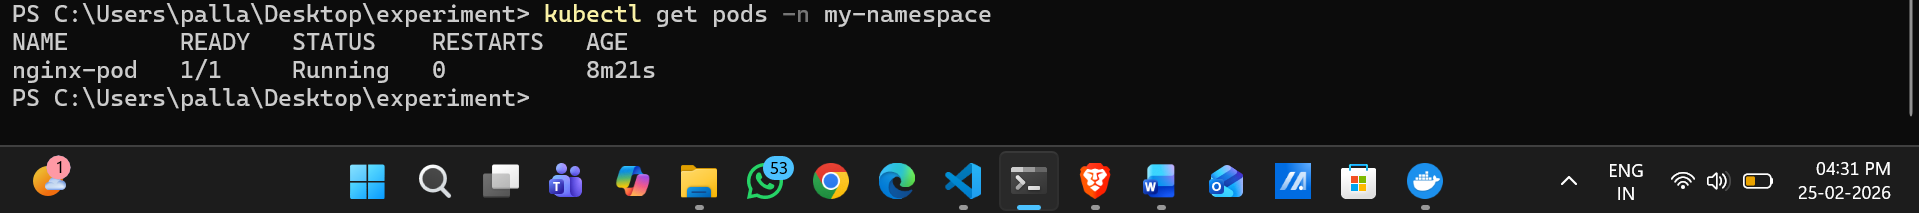 PS C:\Users\palla\Desktop\experiment> kubectl get pods -n my-namespace
NAME        READY   STATUS    RESTARTS   AGE
nginx-pod   1/1     Running   0          8m21s
PS C:\Users\palla\Desktop\experiment>
1
T
53
W
O
ENG
IN
04:31 PM
25-02-2026